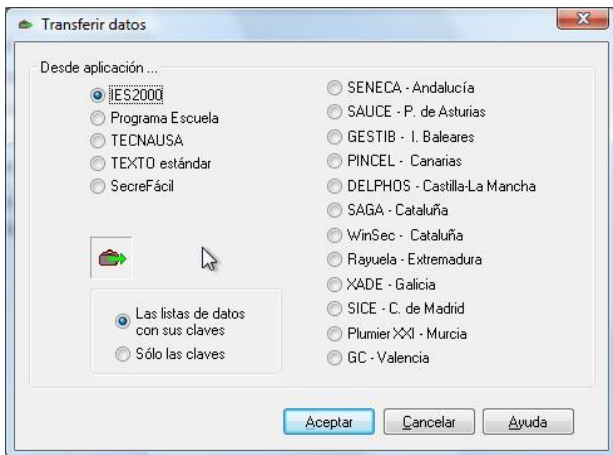 Transferir datos
Desde aplicación ...
IES2000
Programa Escuela
TECNAUSA
TEXTO estándar
SecreFácil
Las listas de datos
con sus claves
Sólo las claves
SENECA - Andalucía
SAUCE - P. de Asturias
GESTIB - I. Baleares
PINCEL - Canarias
DELPHOS - Castilla-La Mancha
SAGA - Cataluña
WinSec - Cataluña
Rayuela - Extremadura
XADE - Galicia
SICE - C. de Madrid
Plumier XXI - Murcia
GC - Valencia
Aceptar
Cancelar
Ayuda